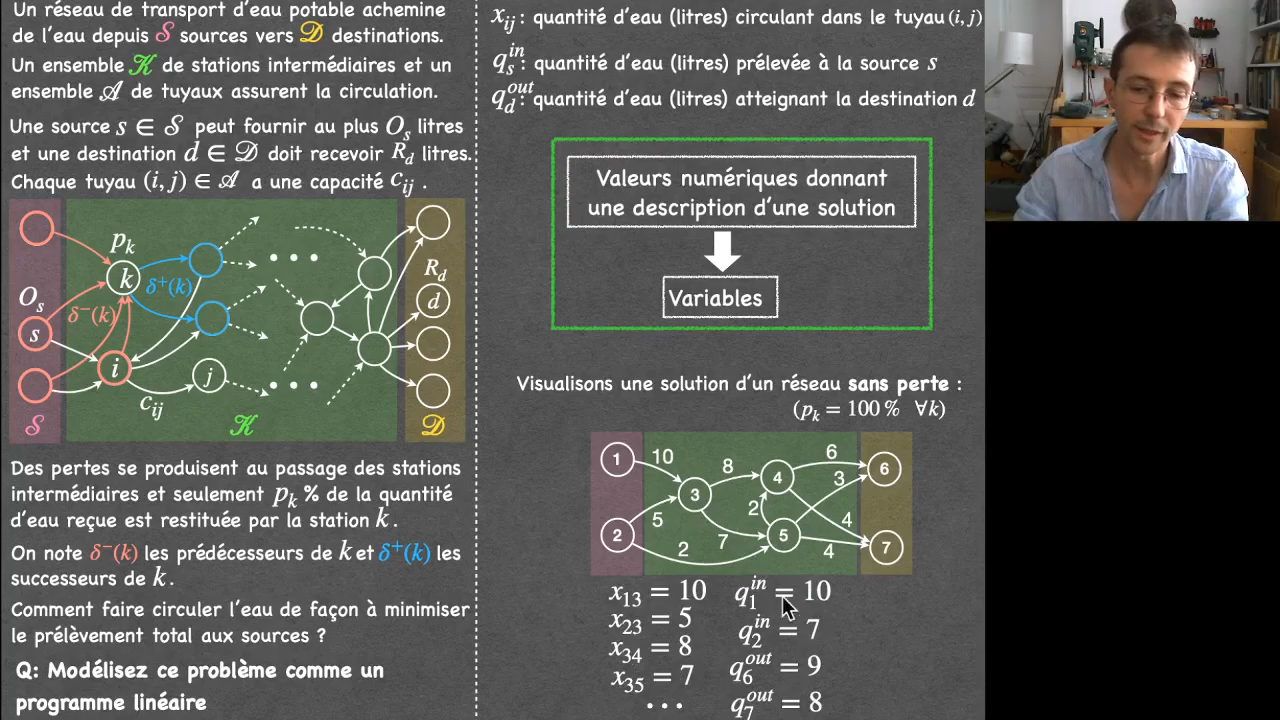 Un réseau de transport d'eau potable achemine
de l'eau depuis 𝒮 sources vers 𝒟 destinations.
Un ensemble 𝒦 de stations intermédiaires et un
ensemble 𝒜 de tuyaux assurent la circulation.
Une source s ∈ 𝒮 peut fournir au plus O_s litres
et une destination d ∈ 𝒟 doit recevoir R_d litres.
Chaque tuyau (i, j) ∈ 𝒜 a une capacité c_ij .
p_k
k
δ⁺(k)
R_d
O_s
δ⁻(k)
d
s
i
j
c_ij
𝒮
𝒦
𝒟
Des pertes se produisent au passage des stations
intermédiaires et seulement p_k % de la quantité
d'eau reçue est restituée par la station k .
On note δ⁻(k) les prédécesseurs de k et δ⁺(k) les
successeurs de k .
Comment faire circuler l'eau de façon à minimiser
le prélèvement total aux sources ?
Q: Modélisez ce problème comme un
programme linéaire
x_ij : quantité d'eau (litres) circulant dans le tuyau (i, j)
q_s^in : quantité d'eau (litres) prélevée à la source s
q_d^out : quantité d'eau (litres) atteignant la destination d
Valeurs numériques donnant
une description d'une solution
Variables
Visualisons une solution d'un réseau sans perte :
(p_k = 100 % ∀k)
1
10
8
6
6
3
4
3
2
5
2
4
2
7
5
4
7
x_13 = 10
q_1^in = 10
x_23 = 5
q_2^in = 7
x_34 = 8
q_6^out = 9
x_35 = 7
q_7^out = 8
• • •